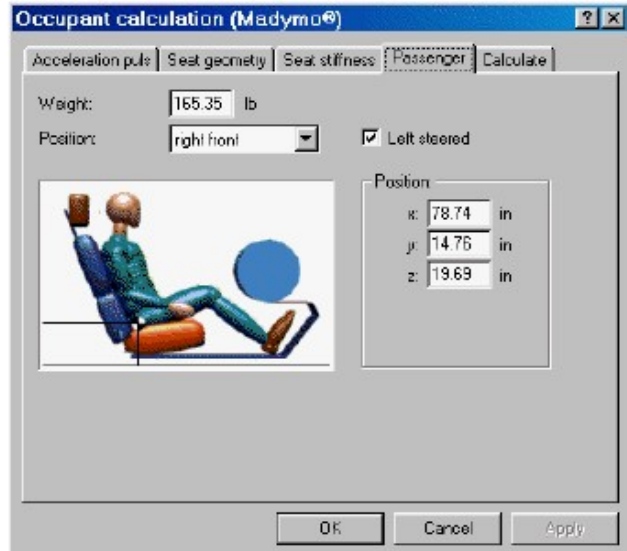 Occupant calculation (Madymo®)
Acceleration puls Seat geometry Seat stiffness Passenger Calculate
Weight: 165.35 lb
Position: right front Left steered
Position
x: 78.74 in
y: 14.76 in
z: 19.69 in
OK Cancel Apply